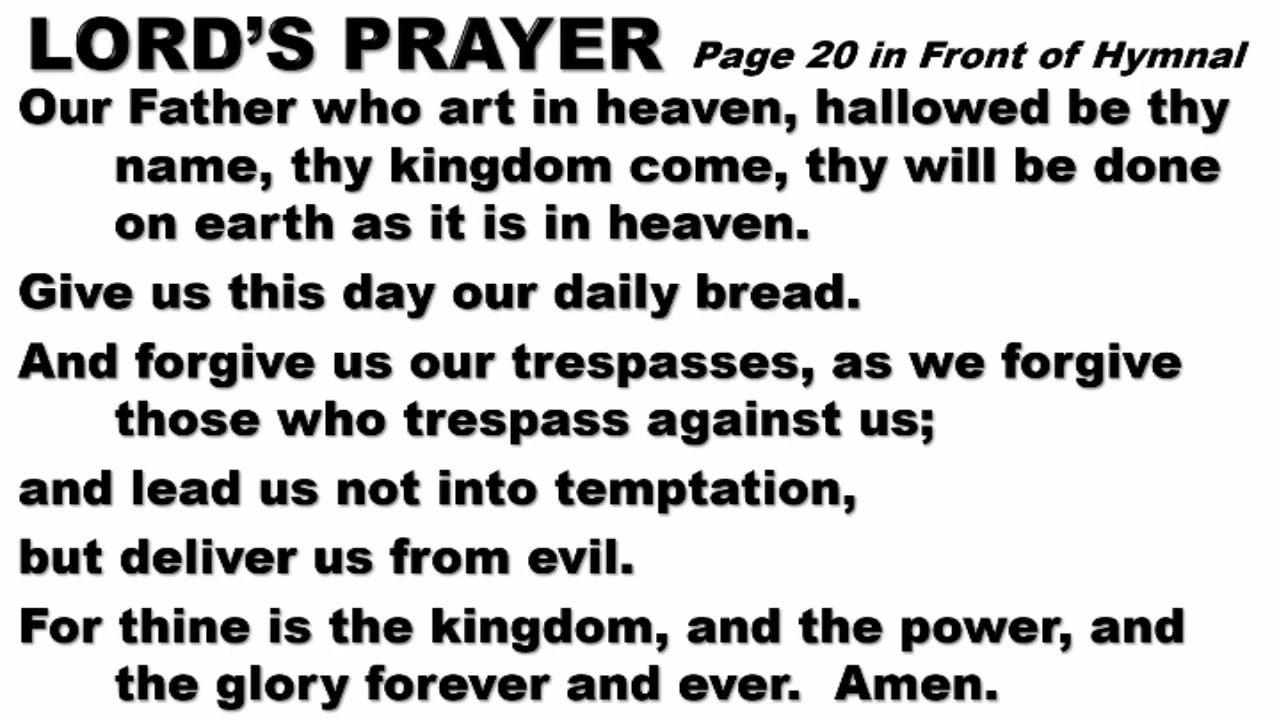 LORD’S PRAYER Page 20 in Front of Hymnal
Our Father who art in heaven, hallowed be thy
name, thy kingdom come, thy will be done
on earth as it is in heaven.
Give us this day our daily bread.
And forgive us our trespasses, as we forgive
those who trespass against us;
and lead us not into temptation,
but deliver us from evil.
For thine is the kingdom, and the power, and
the glory forever and ever. Amen.